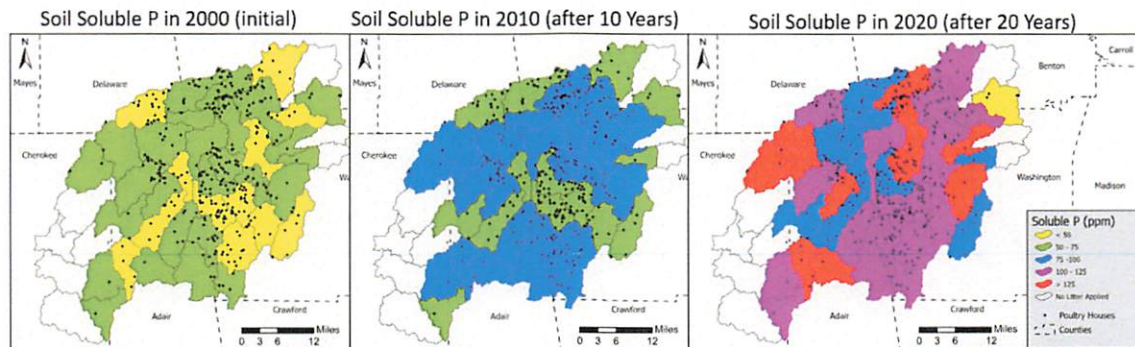 Soil Soluble P in 2000 (initial)
Soil Soluble P in 2010 (after 10 Years)
Soil Soluble P in 2020 (after 20 Years)
N
Mayes
Delaware
Cherokee
Adair
Crawford
0 3 6 12
Miles
N
Mayes
Delaware
Cherokee
Adair
Crawford
0 3 6 12
Miles
N
Mayes
Delaware
Benton
Carroll
Cherokee
Washington
Madison
Adair
Crawford
0 3 6 12
Miles
Soluble P (ppm)
< 50
50 - 75
75 -100
100 - 125
> 125
No Litter Applied
Poultry Houses
Counties